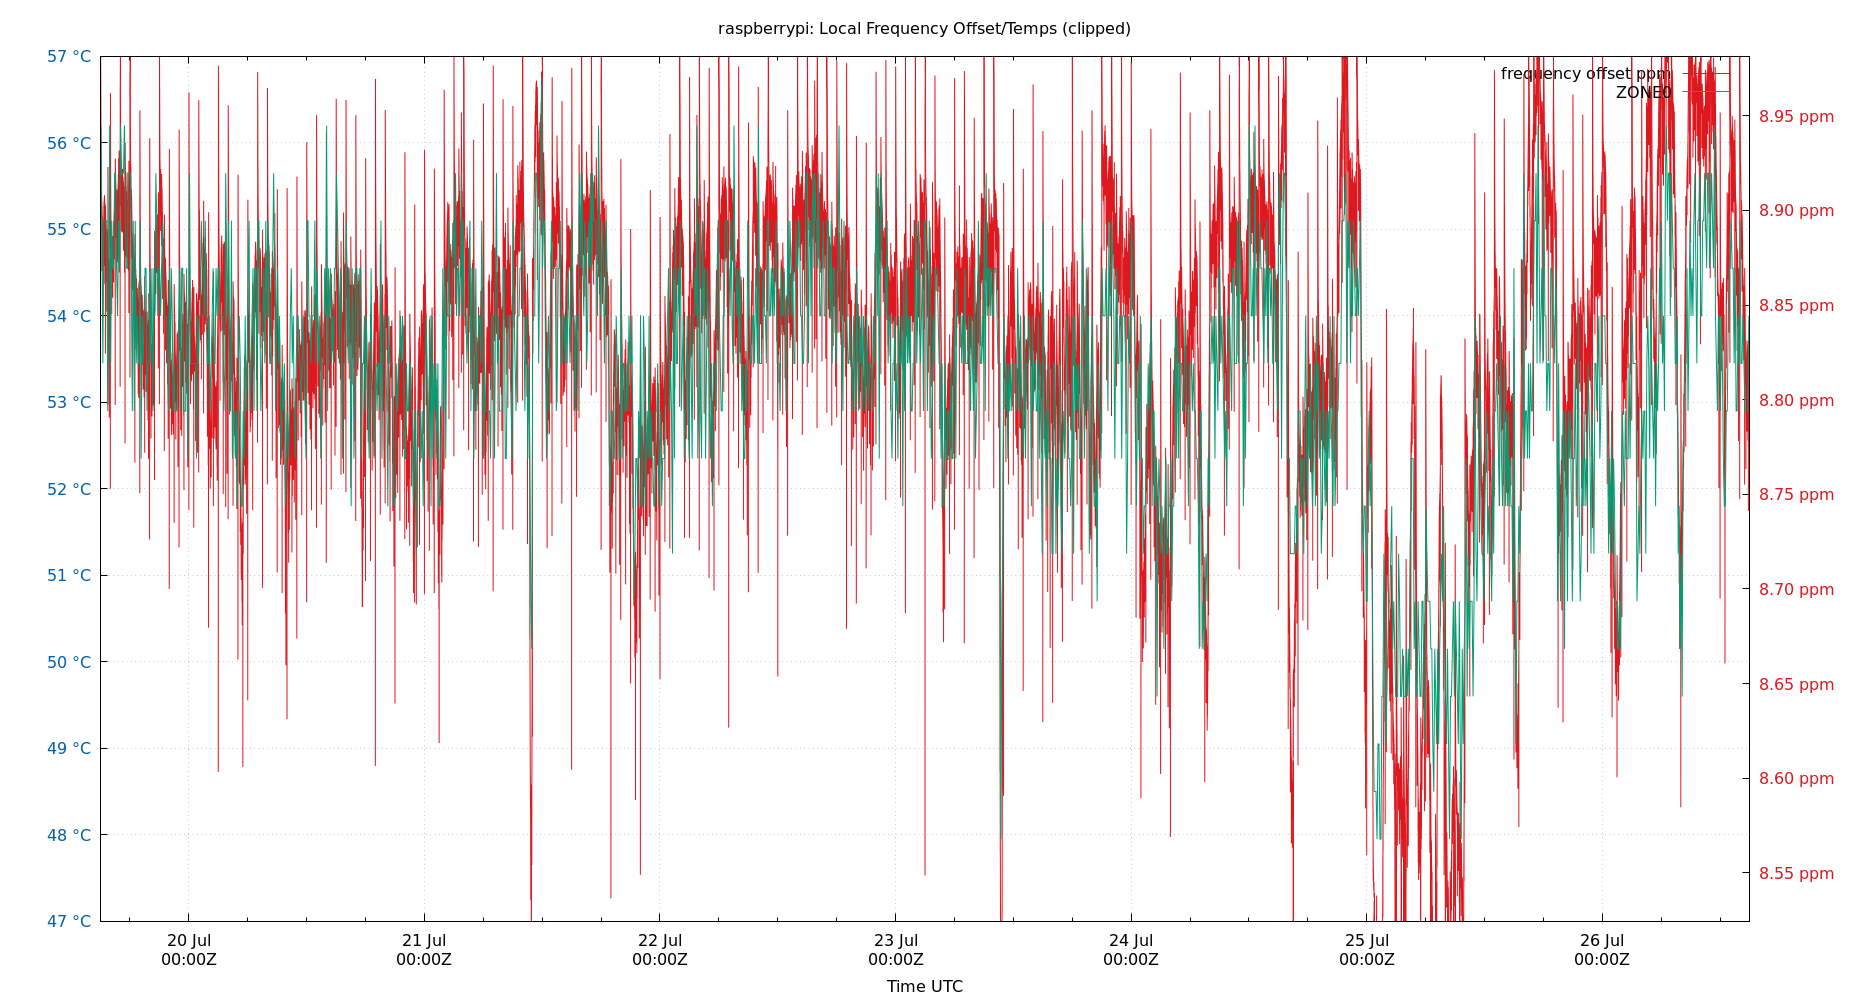 raspberrypi: Local Frequency Offset/Temps (clipped)
57 °C
56 °C
55 °C
54 °C
53 °C
52 °C
51 °C
50 °C
49 °C
48 °C
47 °C
frequency offset ppm
ZONE0
8.95 ppm
8.90 ppm
8.85 ppm
8.80 ppm
8.75 ppm
8.70 ppm
8.65 ppm
8.60 ppm
8.55 ppm
20 Jul 21 Jul 22 Jul 23 Jul 24 Jul 25 Jul 26 Jul
00:00Z 00:00Z 00:00Z 00:00Z 00:00Z 00:00Z 00:00Z
Time UTC